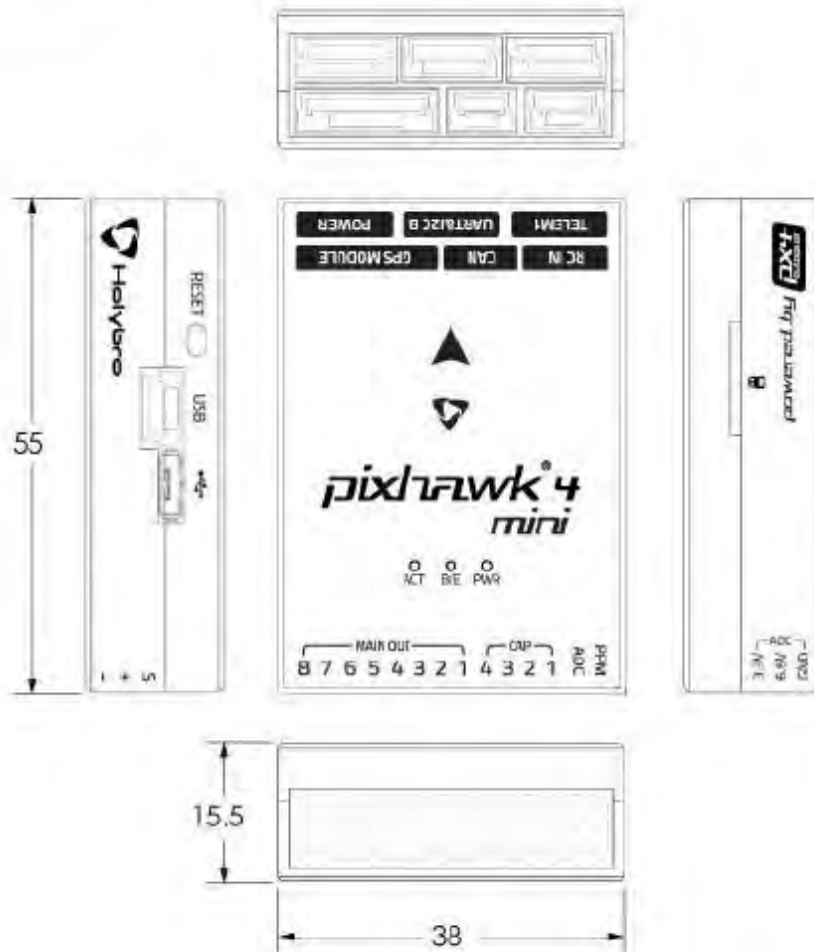 POWER UART&I2C B TELEM1
GPS MODULE CAN RC IN
Holybro
RESET
USB
55
pixhawk® 4
mini
ACT B/E PWR
MAIN OUT CAP
8 7 6 5 4 3 2 1 4 3 2 1 ADC PPM
- + S
powered by
px4
ADC
3.3V
6.6V
GND
15.5
38